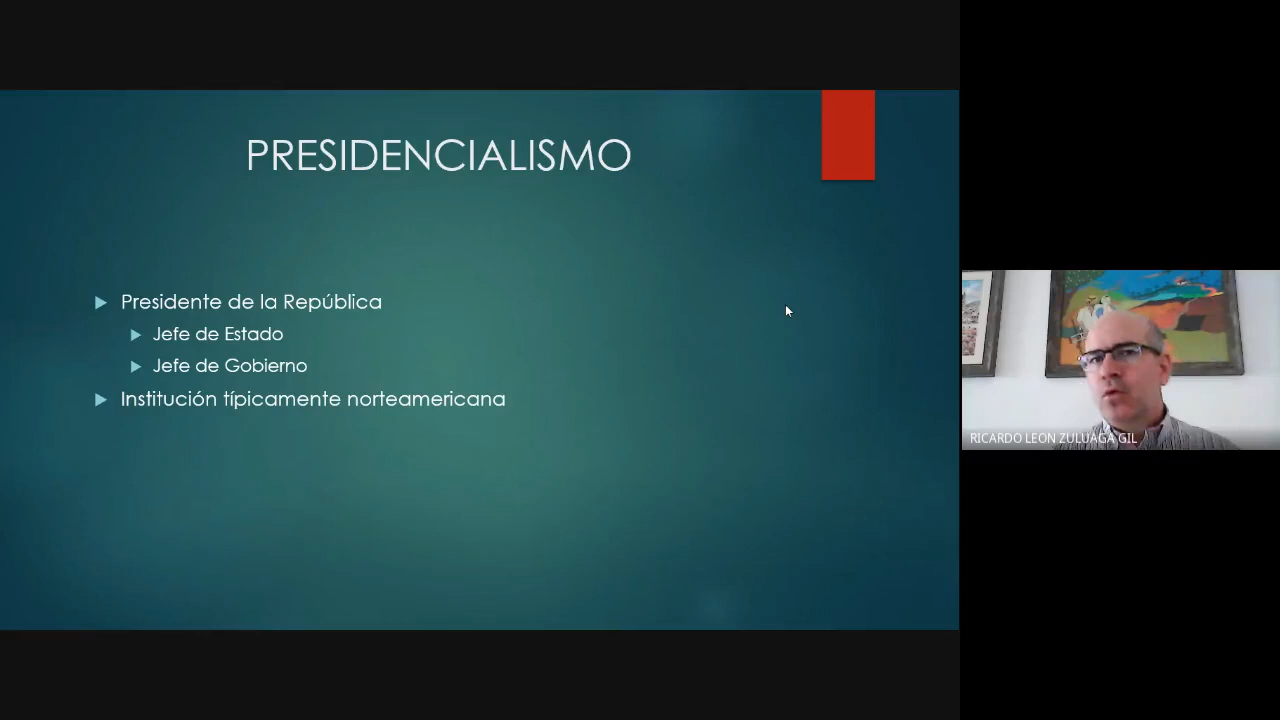 PRESIDENCIALISMO
Presidente de la República
Jefe de Estado
Jefe de Gobierno
Institución típicamente norteamericana
RICARDO LEON ZULUAGA GIL